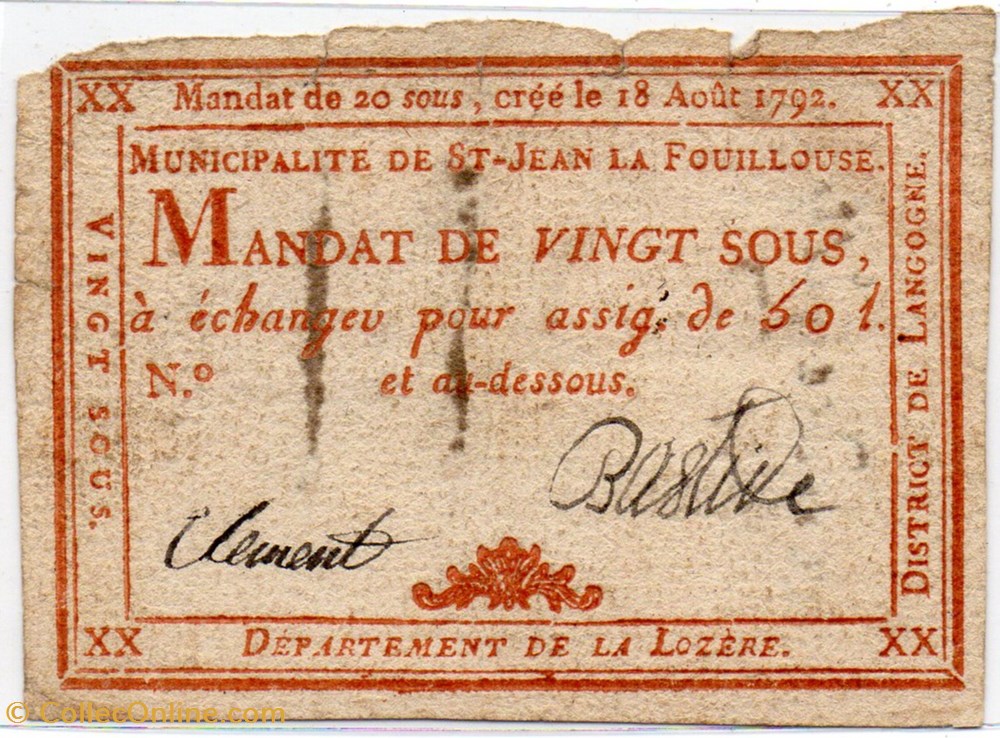 XX Mandat de 20 sous, créé le 18 Août 1792. XX
MUNICIPALITE DE ST-JEAN LA FOUILLOUSE.
VINGT SOUS.
MANDAT DE VINGT SOUS,
à échanger pour assig. de 50 l.
N.º et au-dessous.
DISTRICT DE LANGOGNE.
Bastide
Clement
XX DÉPARTEMENT DE LA LOZÈRE. XX
© CollecOnline.com